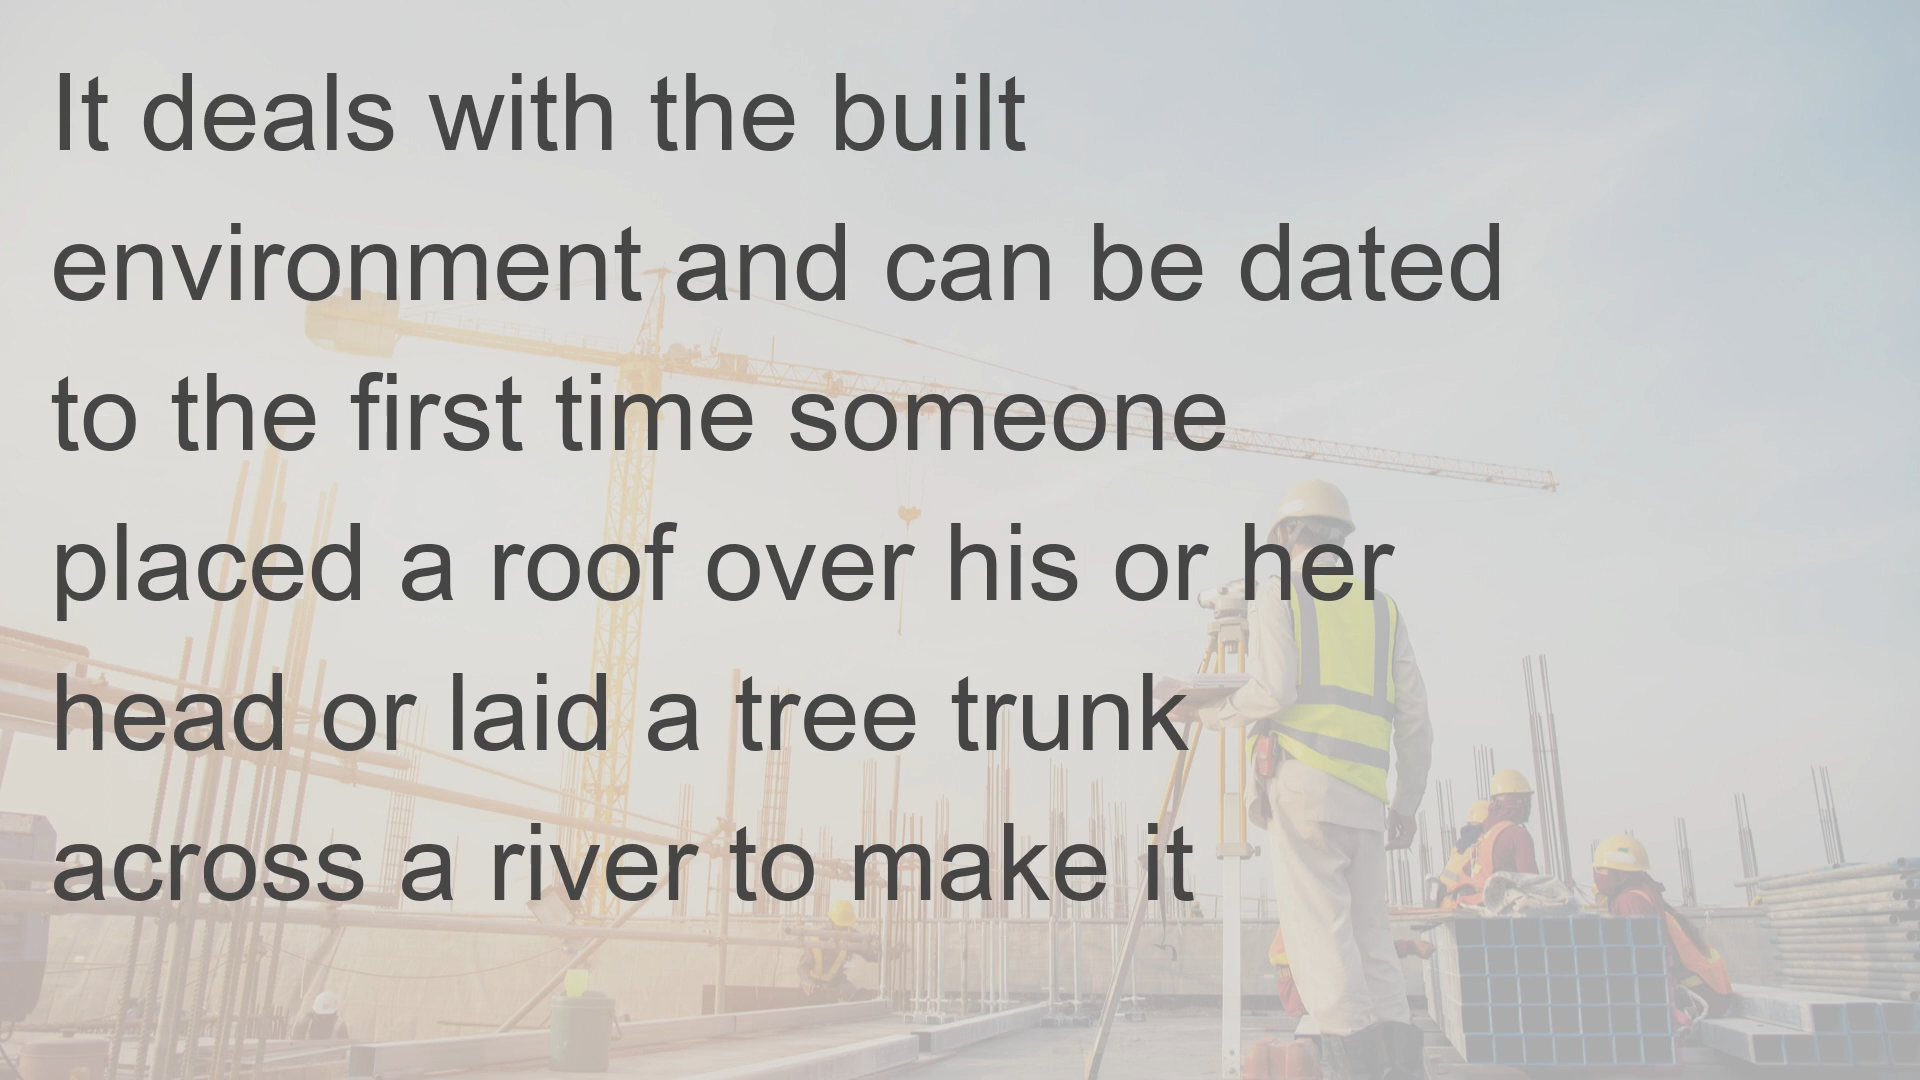 It deals with the built
environment and can be dated
to the first time someone
placed a roof over his or her
head or laid a tree trunk
across a river to make it